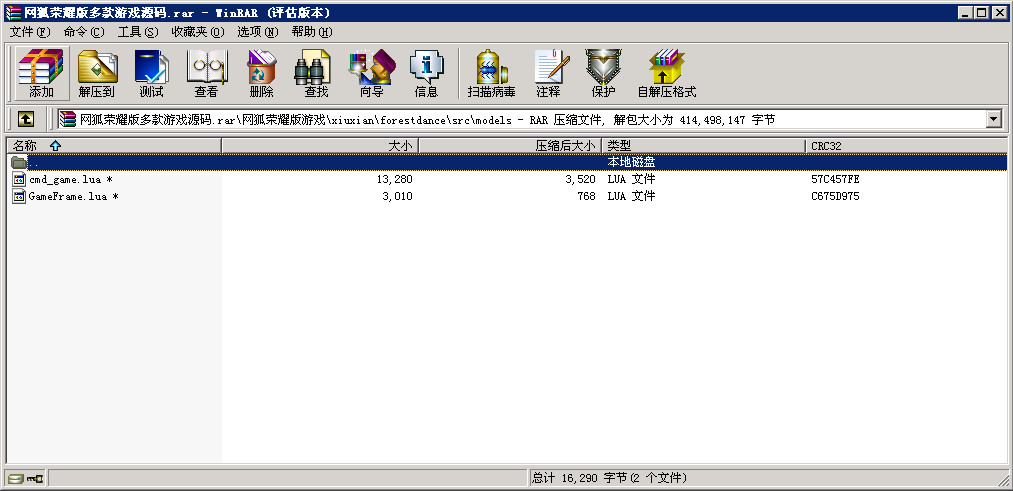 网狐荣耀版多款游戏源码.rar - WinRAR (评估版本)
文件(F) 命令(C) 工具(S) 收藏夹(O) 选项(N) 帮助(H)
添加 解压到 测试 查看 删除 查找 向导 信息 扫描病毒 注释 保护 自解压格式
网狐荣耀版多款游戏源码.rar\网狐荣耀版游戏\xiuxian\forestdance\src\models - RAR 压缩文件, 解包大小为 414,498,147 字节
名称 大小 压缩后大小 类型 CRC32
.. 本地磁盘
cmd_game.lua * 13,280 3,520 LUA 文件 57C457FE
GameFrame.lua * 3,010 768 LUA 文件 C675D975
总计 16,290 字节(2 个文件)